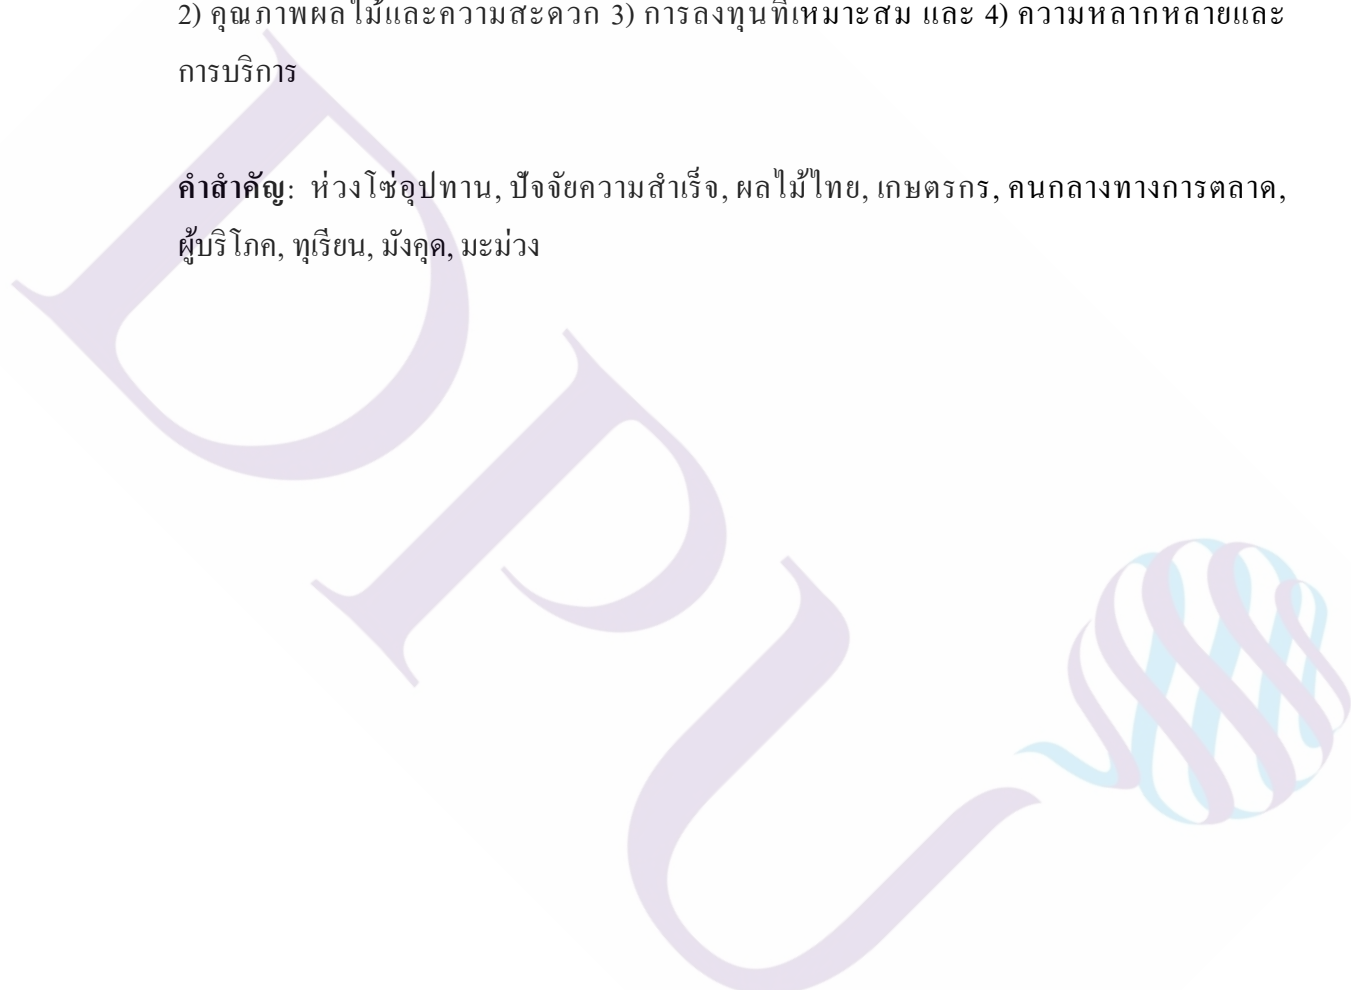 2) คุณภาพผลไม้และความสะดวก 3) การลงทุนที่เหมาะสม และ 4) ความหลากหลายและ
การบริการ
คำสำคัญ: ห่วงโซ่อุปทาน, ปัจจัยความสำเร็จ, ผลไม้ไทย, เกษตรกร, คนกลางทางการตลาด,
ผู้บริโภค, ทุเรียน, มังคุด, มะม่วง
DPU